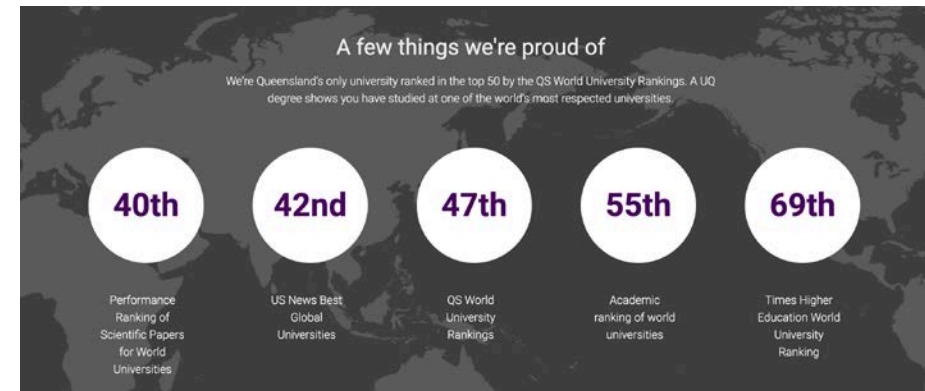 A few things we're proud of
We're Queensland's only university ranked in the top 50 by the QS World University Rankings. A UQ
degree shows you have studied at one of the world's most respected universities.
40th
42nd
47th
55th
69th
Performance
Ranking of
Scientific Papers
for World
Universities
US News Best
Global
Universities
QS World
University
Rankings
Academic
ranking of world
universities
Times Higher
Education World
University
Ranking